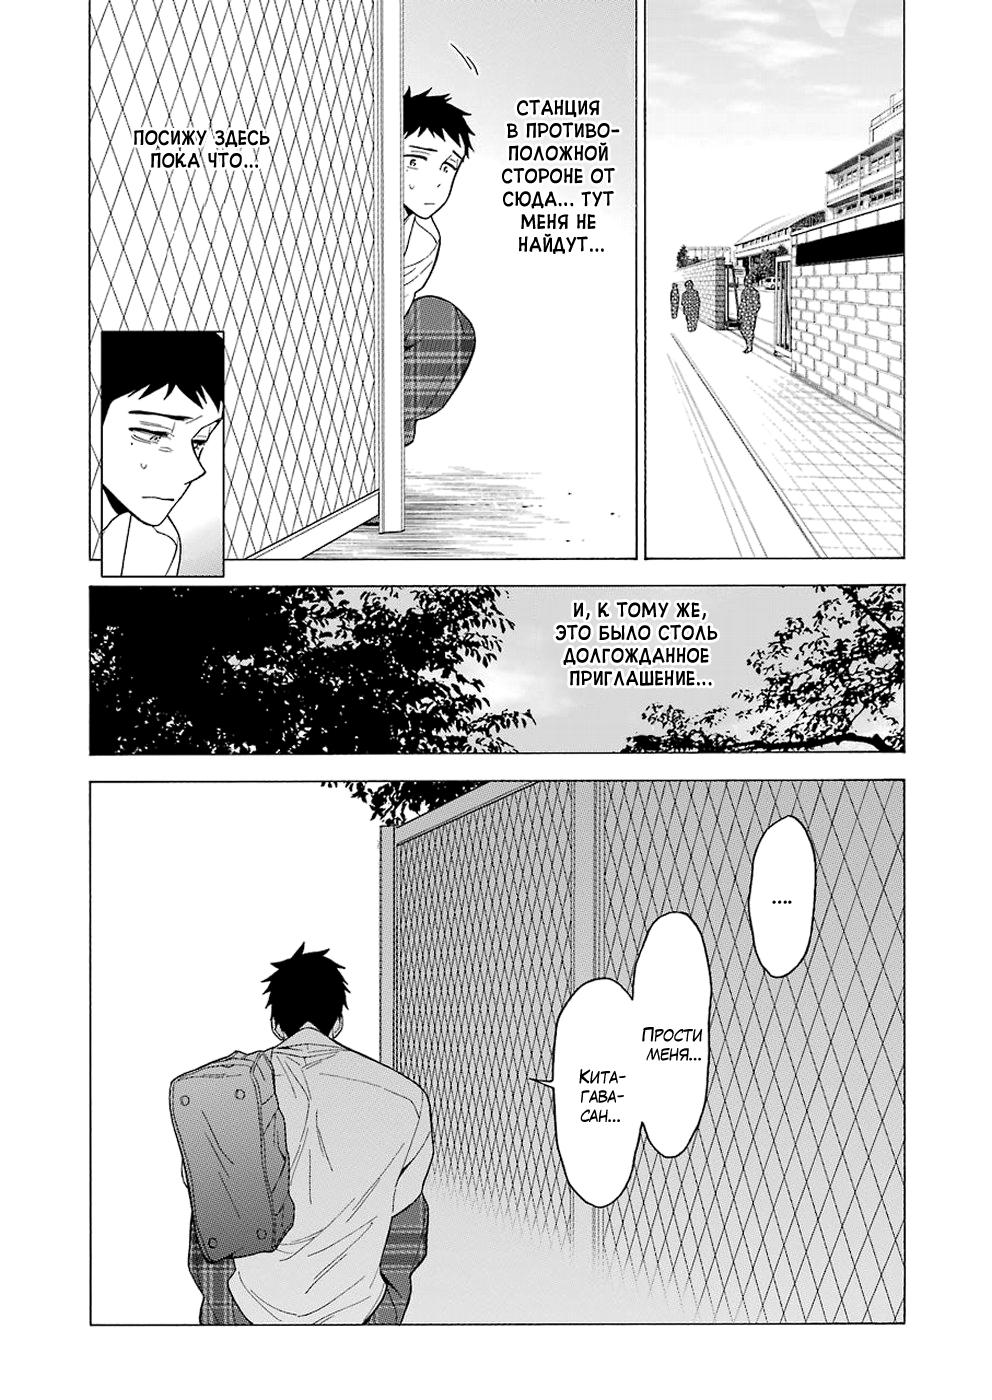 СТАНЦИЯ
В ПРОТИВО-
ПОЛОЖНОЙ
СТОРОНЕ ОТ
СЮДА... ТУТ
МЕНЯ НЕ
НАЙДУТ...
ПОСИЖУ ЗДЕСЬ
ПОКА ЧТО...
И, К ТОМУ ЖЕ,
ЭТО БЫЛО СТОЛЬ
ДОЛГОЖДАННОЕ
ПРИГЛАШЕНИЕ...
....
ПРОСТИ
МЕНЯ...
КИТА-
ГАВА-
САН...